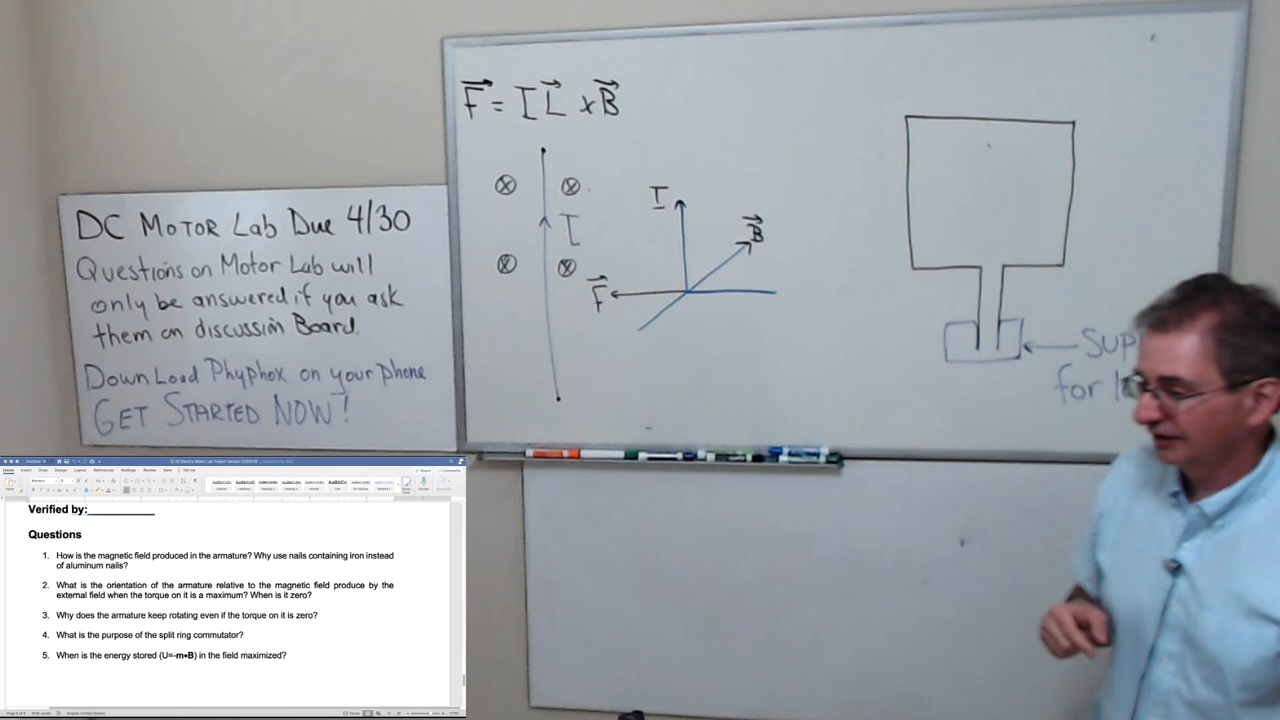 F = I L x B
I
I
B
F
SUP
for
DC MOTOR LAB DUE 4/30
Questions on Motor Lab will
only be answered if you ask
them on discussion Board.
DownLoad Phyphox on your phone
GET STARTED NOW!
Verified by:__________
Questions
1. How is the magnetic field produced in the armature? Why use nails containing iron instead
of aluminum nails?
2. What is the orientation of the armature relative to the magnetic field produce by the
external field when the torque on it is a maximum? When is it zero?
3. Why does the armature keep rotating even if the torque on it is zero?
4. What is the purpose of the split ring commutator?
5. When is the energy stored (U=-m•B) in the field maximized?